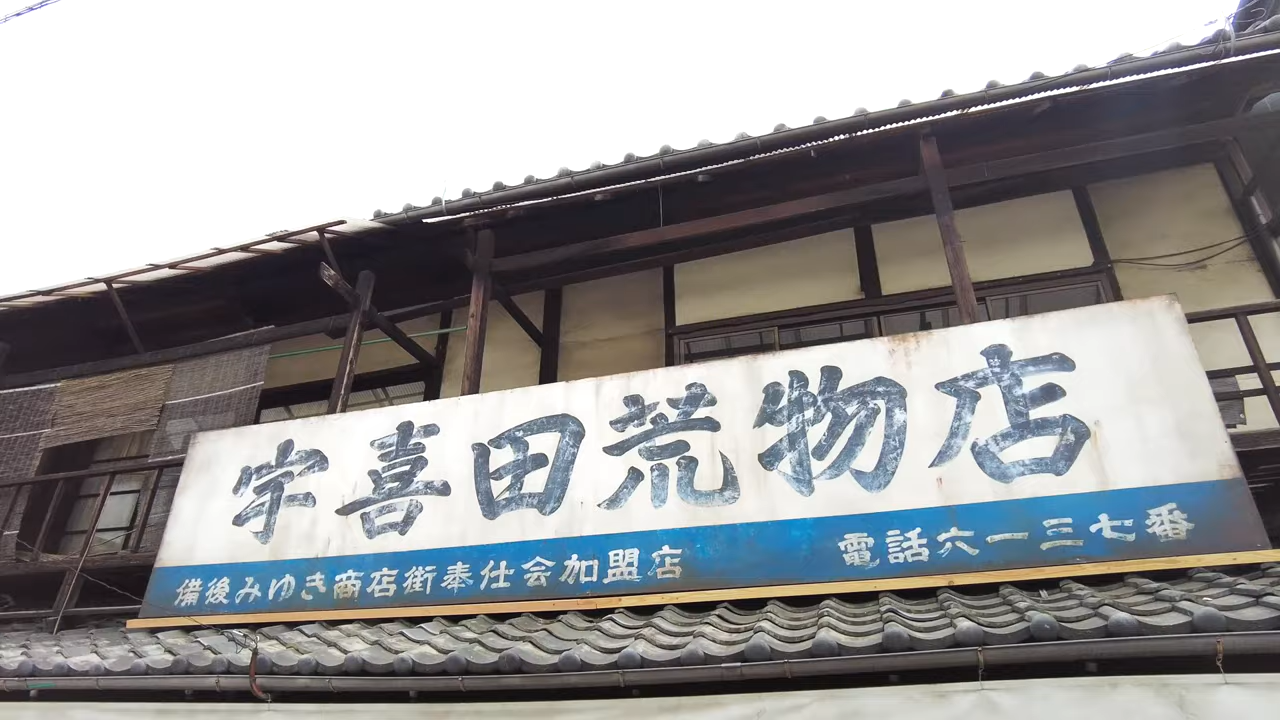 宇喜田荒物店
備後みゆき商店街奉仕会加盟店
電話六一三七番